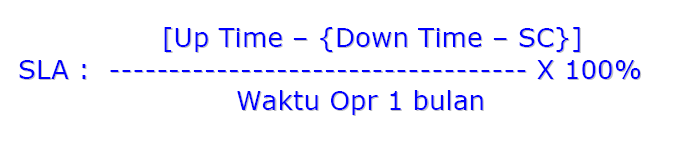 [Up Time – {Down Time – SC}]
SLA : ----------------------------------- X 100%
Waktu Opr 1 bulan